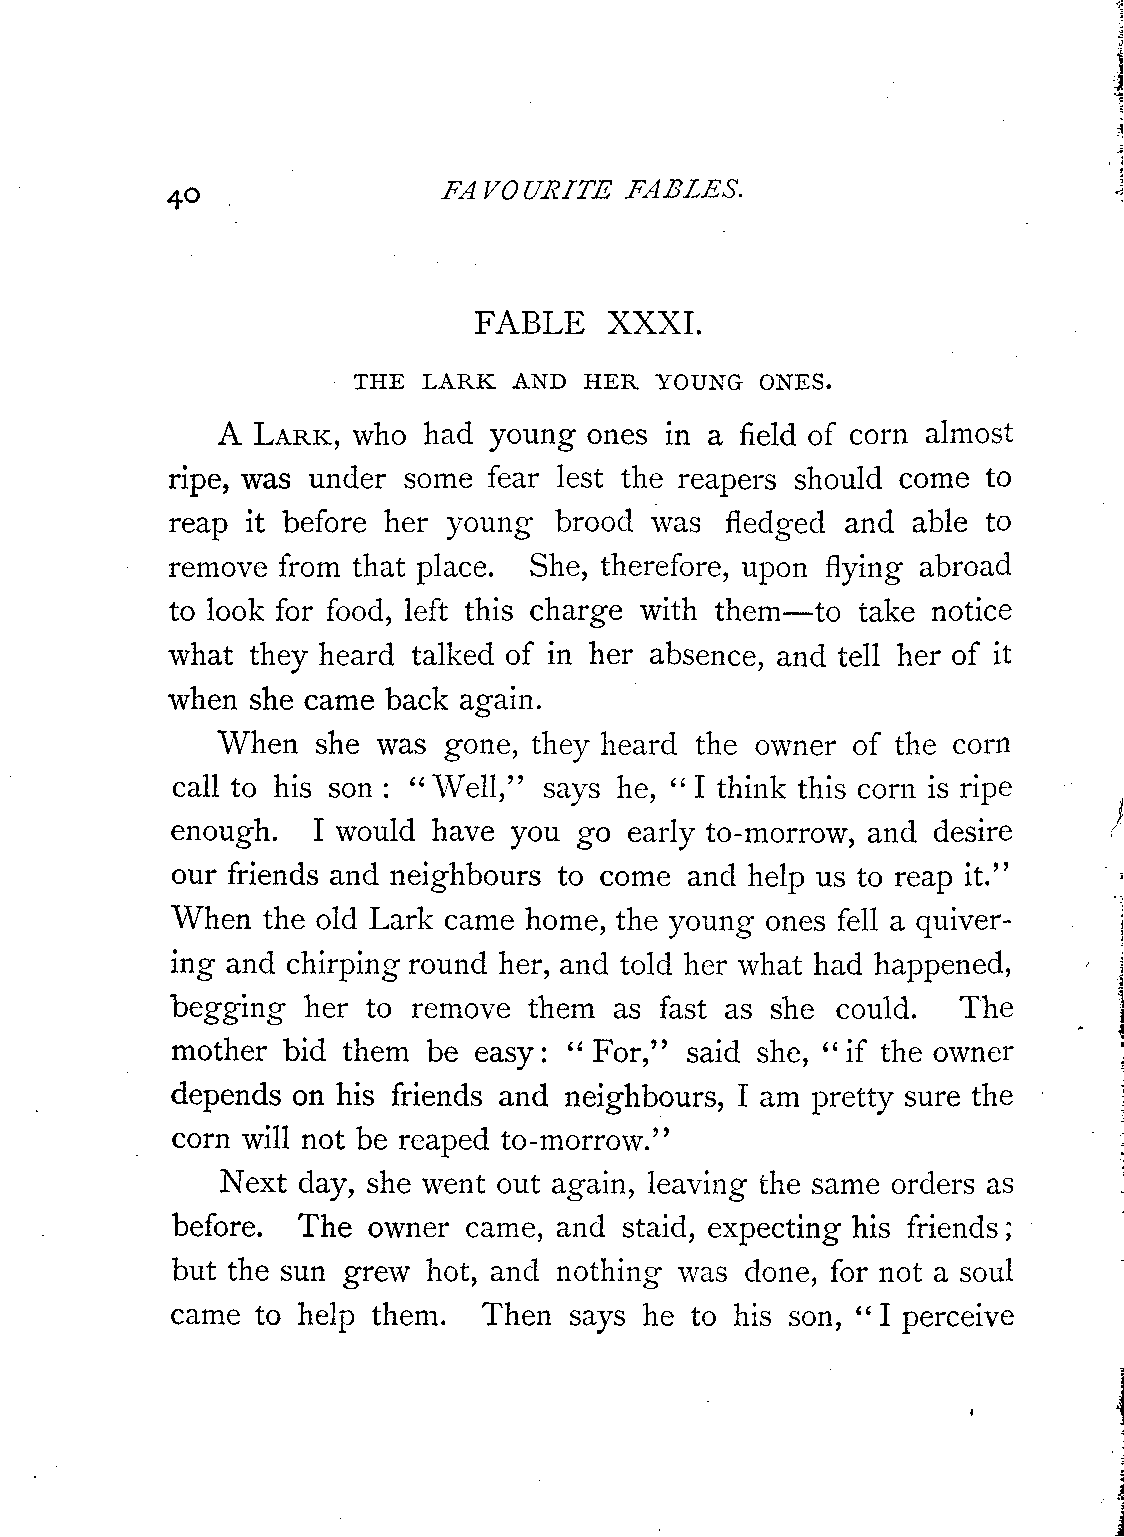 40 FAVOURITE FABLES.
FABLE XXXI.
THE LARK AND HER YOUNG ONES.
A LARK, who had young ones in a field of corn almost
ripe, was under some fear lest the reapers should come to
reap it before her young brood was fledged and able to
remove from that place. She, therefore, upon flying abroad
to look for food, left this charge with them—to take notice
what they heard talked of in her absence, and tell her of it
when she came back again.
When she was gone, they heard the owner of the corn
call to his son : “Well,” says he, “I think this corn is ripe
enough. I would have you go early to-morrow, and desire
our friends and neighbours to come and help us to reap it.”
When the old Lark came home, the young ones fell a quiver-
ing and chirping round her, and told her what had happened,
begging her to remove them as fast as she could. The
mother bid them be easy: “For,” said she, “if the owner
depends on his friends and neighbours, I am pretty sure the
corn will not be reaped to-morrow.”
Next day, she went out again, leaving the same orders as
before. The owner came, and staid, expecting his friends;
but the sun grew hot, and nothing was done, for not a soul
came to help them. Then says he to his son, “I perceive